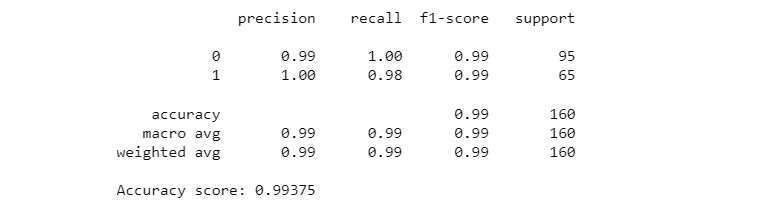 precision recall f1-score support
0 0.99 1.00 0.99 95
1 1.00 0.98 0.99 65
accuracy 0.99 160
macro avg 0.99 0.99 0.99 160
weighted avg 0.99 0.99 0.99 160
Accuracy score: 0.99375